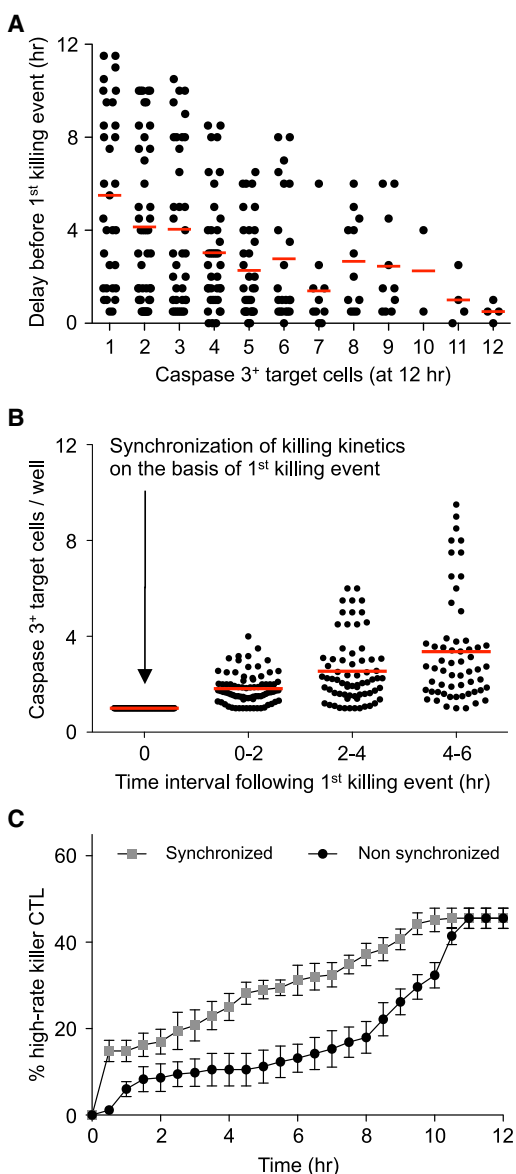 A
Delay before 1st killing event (hr)
12
8
4
0
1 2 3 4 5 6 7 8 9 10 11 12
Caspase 3+ target cells (at 12 hr)
B
Synchronization of killing kinetics
on the basis of 1st killing event
Caspase 3+ target cells / well
12
8
4
0
0 0-2 2-4 4-6
Time interval following 1st killing event (hr)
C
Synchronized Non synchronized
% high-rate killer CTL
60
40
20
0
0 2 4 6 8 10 12
Time (hr)